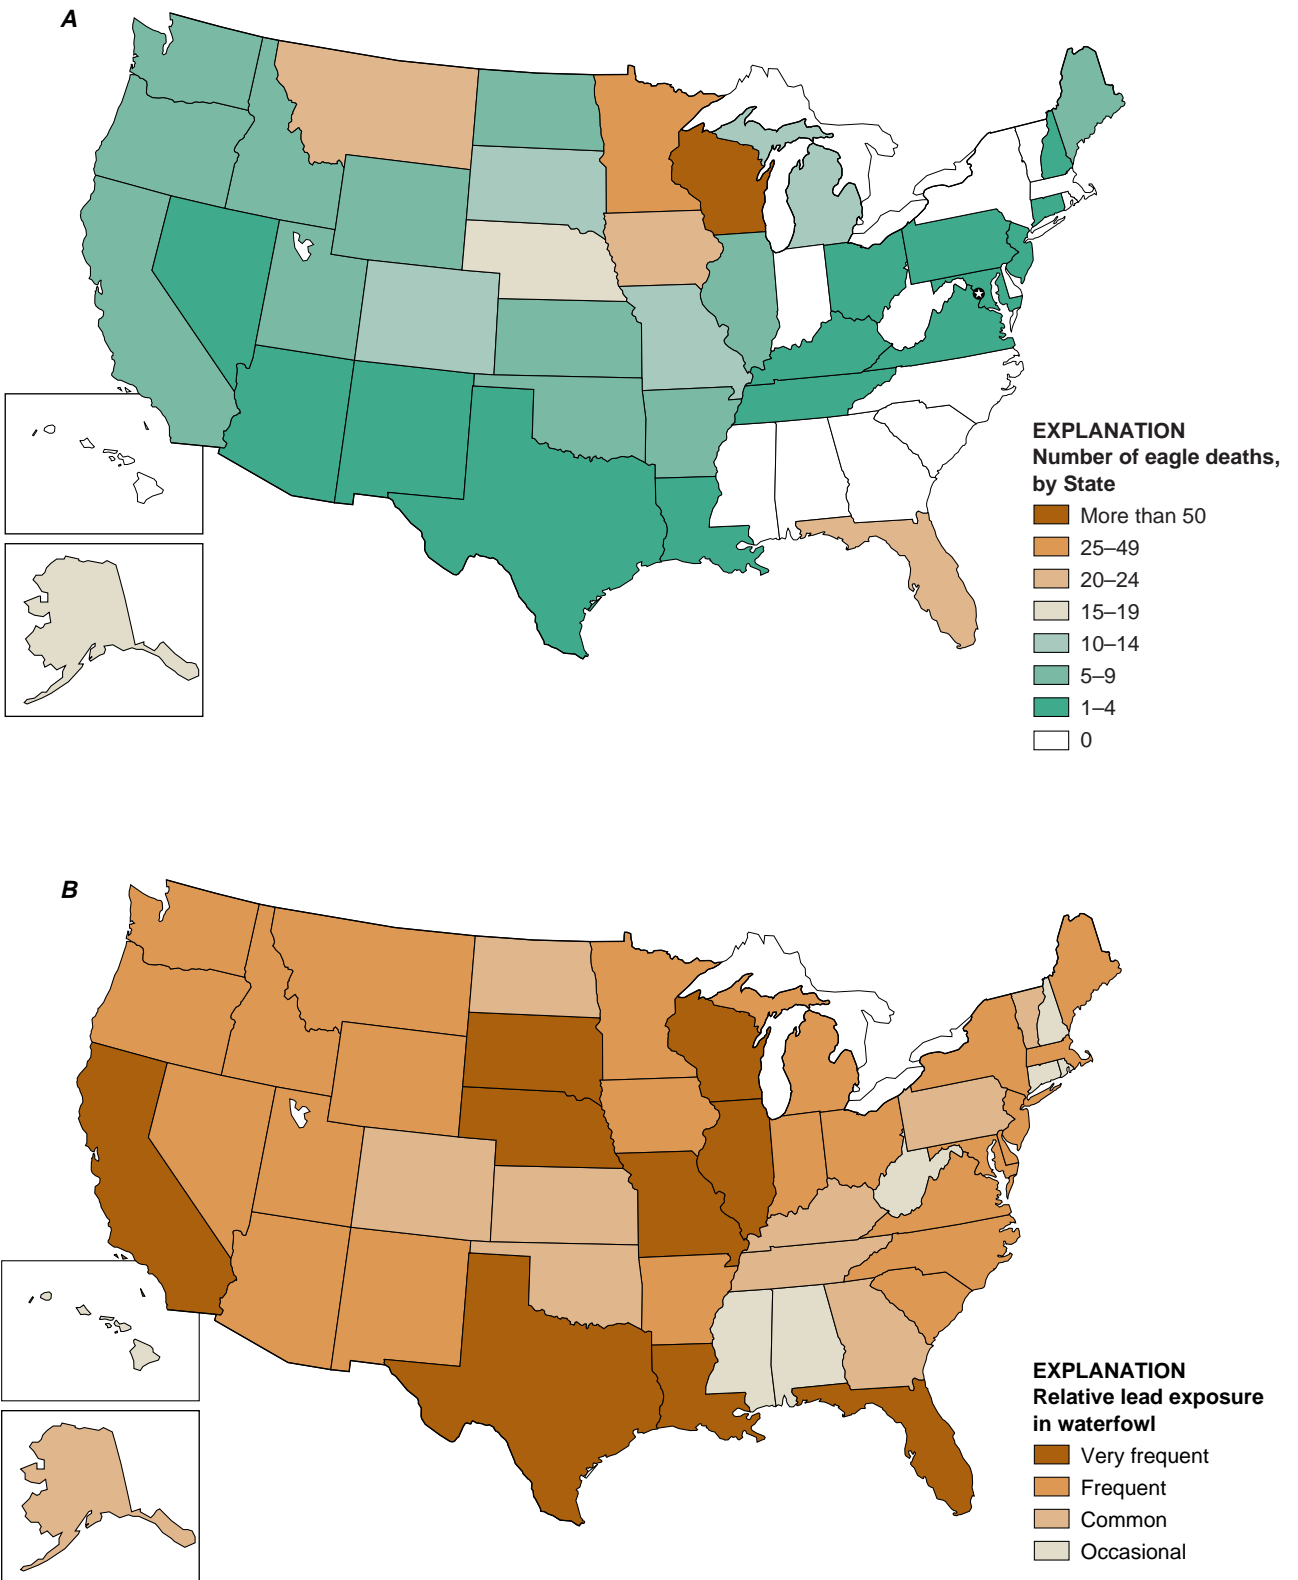 A
EXPLANATION
Number of eagle deaths,
by State
More than 50
25–49
20–24
15–19
10–14
5–9
1–4
0
B
EXPLANATION
Relative lead exposure
in waterfowl
Very frequent
Frequent
Common
Occasional